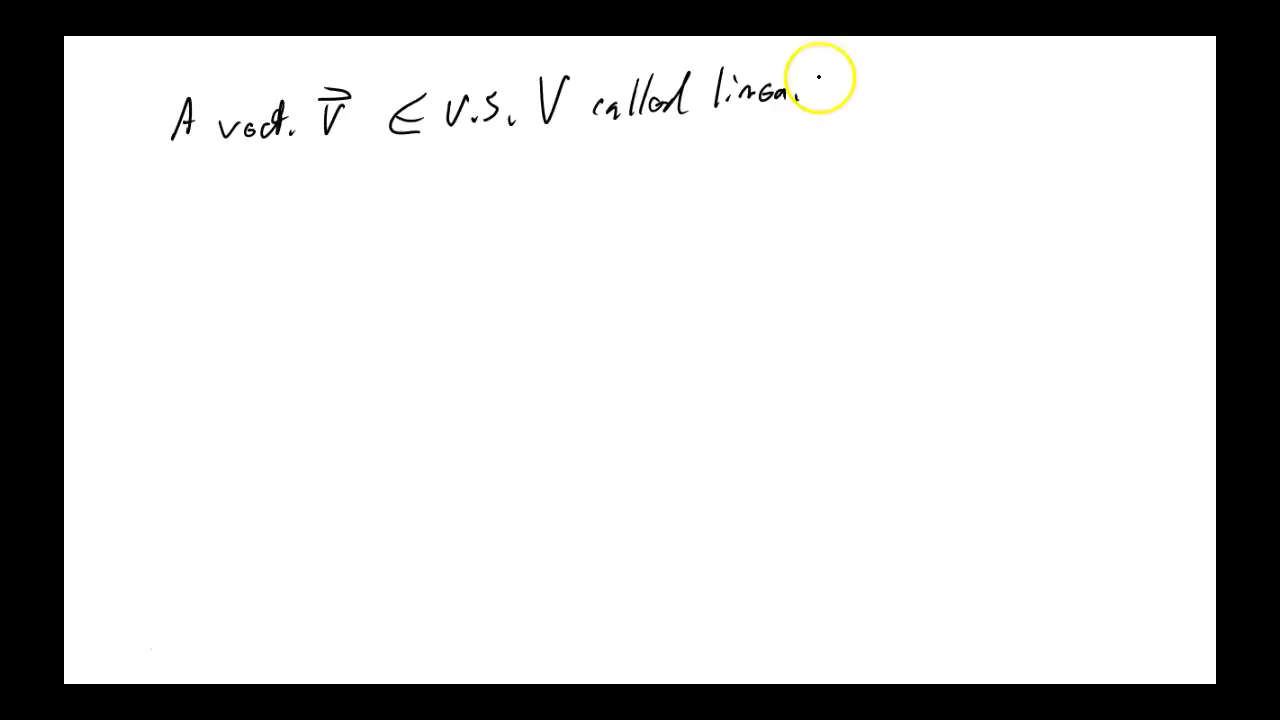 A vect. v⃗ ∈ v.s. V called linea.